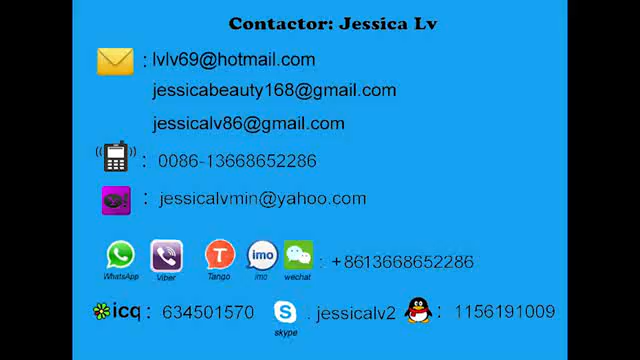 Contactor: Jessica Lv
: lvlv69@hotmail.com
jessicabeauty168@gmail.com
jessicalv86@gmail.com
: 0086-13668652286
: jessicalvmin@yahoo.com
: +8613668652286
WhatsApp Viber Tango imo wechat
icq : 634501570 : jessicalv2 : 1156191009
skype